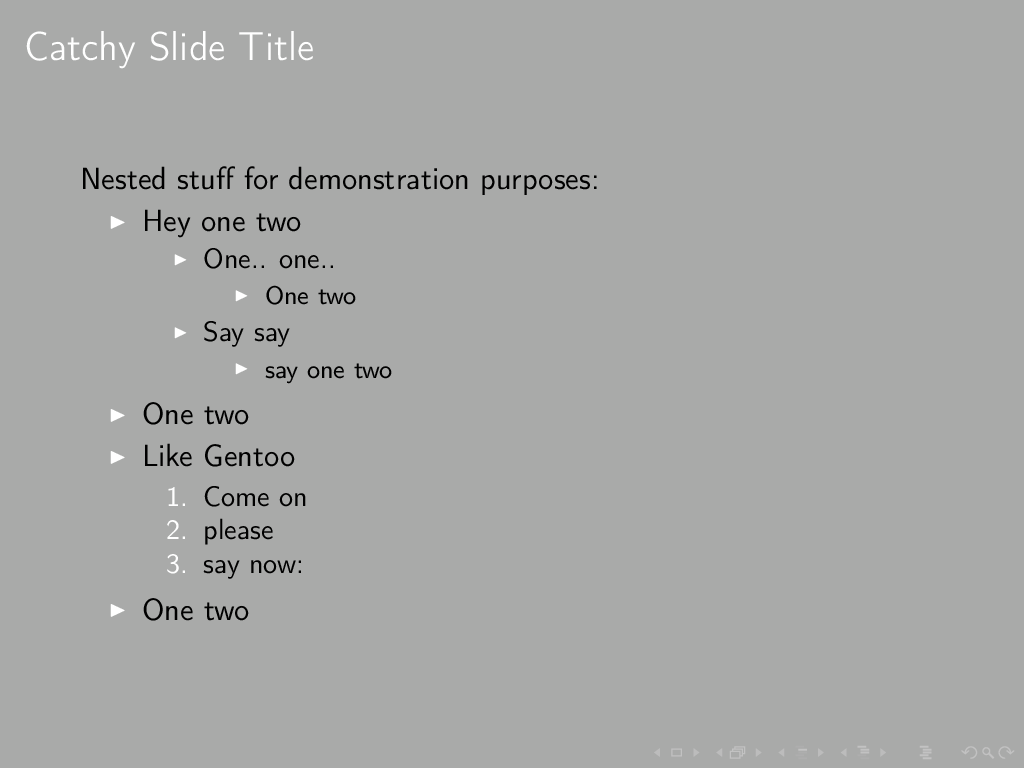 Catchy Slide Title
Nested stuff for demonstration purposes:
Hey one two
One.. one..
One two
Say say
say one two
One two
Like Gentoo
1. Come on
2. please
3. say now:
One two